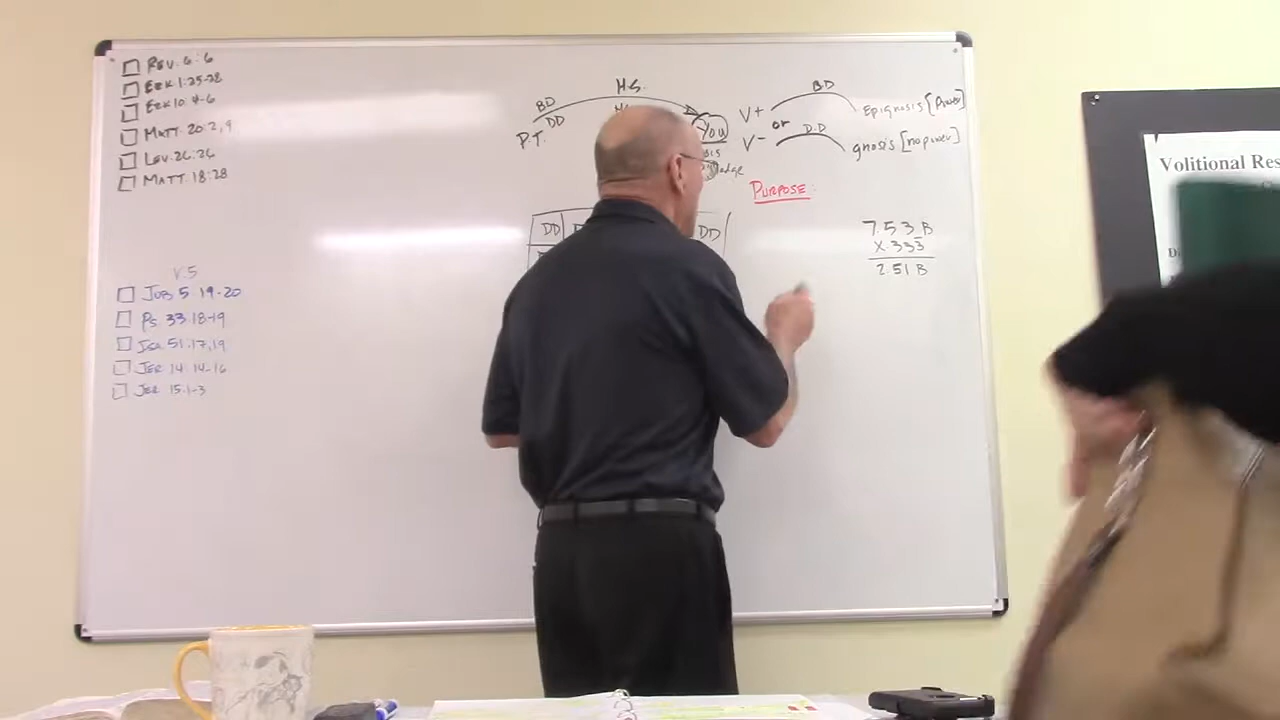 Rev. 6:6
Ezk 1:25-28
Ezk 10:4-6
Matt. 20:2,9
Lev. 26:26
Matt. 18:28
v.5
Job 5:19-20
Ps 33:18-19
Isa 51:17,19
Jer 14:14-16
Jer 15:1-3
H.S.
BD
DD
P.T.
You
V+
or
V-
BD
D.D
Epignosis [Power]
gnosis [no power]
Purpose:
DD
DD
7.53 B
X.333
2.51 B
Volitional Res